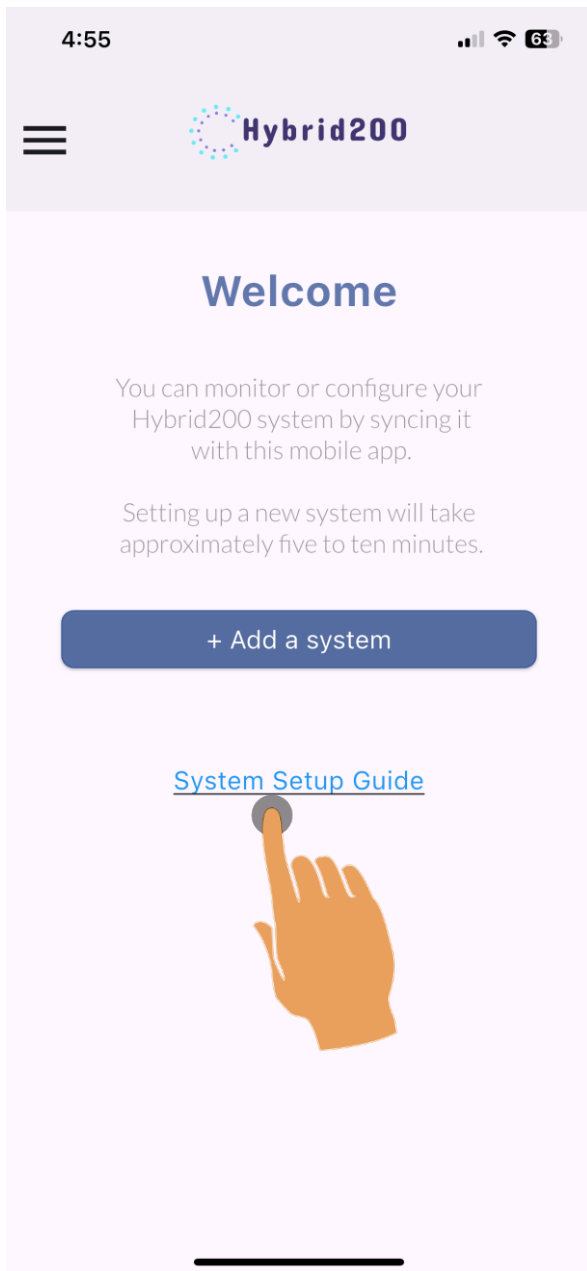 4:55
63
Hybrid200
Welcome
You can monitor or configure your
Hybrid200 system by syncing it
with this mobile app.
Setting up a new system will take
approximately five to ten minutes.
+ Add a system
System Setup Guide